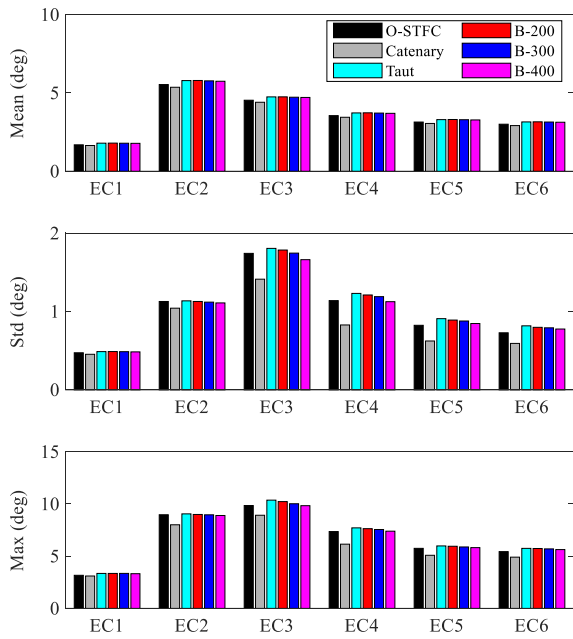 10
5
0
Mean (deg)
O-STFC
Catenary
Taut
B-200
B-300
B-400
EC1 EC2 EC3 EC4 EC5 EC6
2
1
0
Std (deg)
EC1 EC2 EC3 EC4 EC5 EC6
15
10
5
0
Max (deg)
EC1 EC2 EC3 EC4 EC5 EC6